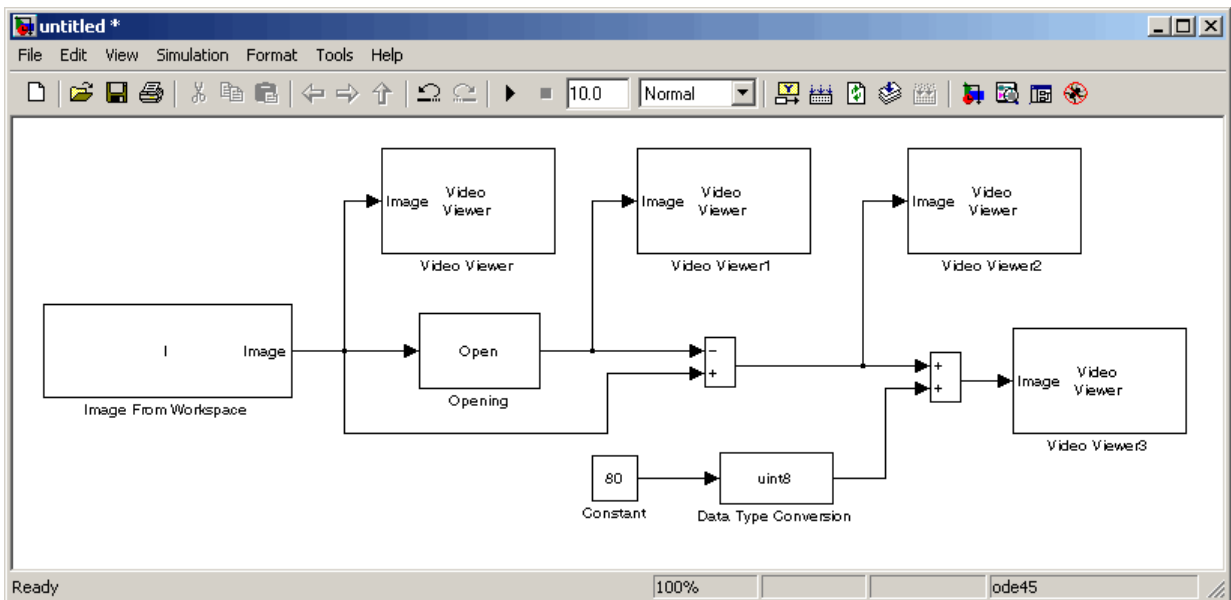 untitled *
File Edit View Simulation Format Tools Help
10.0 Normal
Image Video Viewer
Video Viewer
Image Video Viewer
Video Viewer1
Image Video Viewer
Video Viewer2
I Image
Image From Workspace
Open
Opening
−
+
+
+
Image Video Viewer
Video Viewer3
80
Constant
uint8
Data Type Conversion
Ready 100% ode45